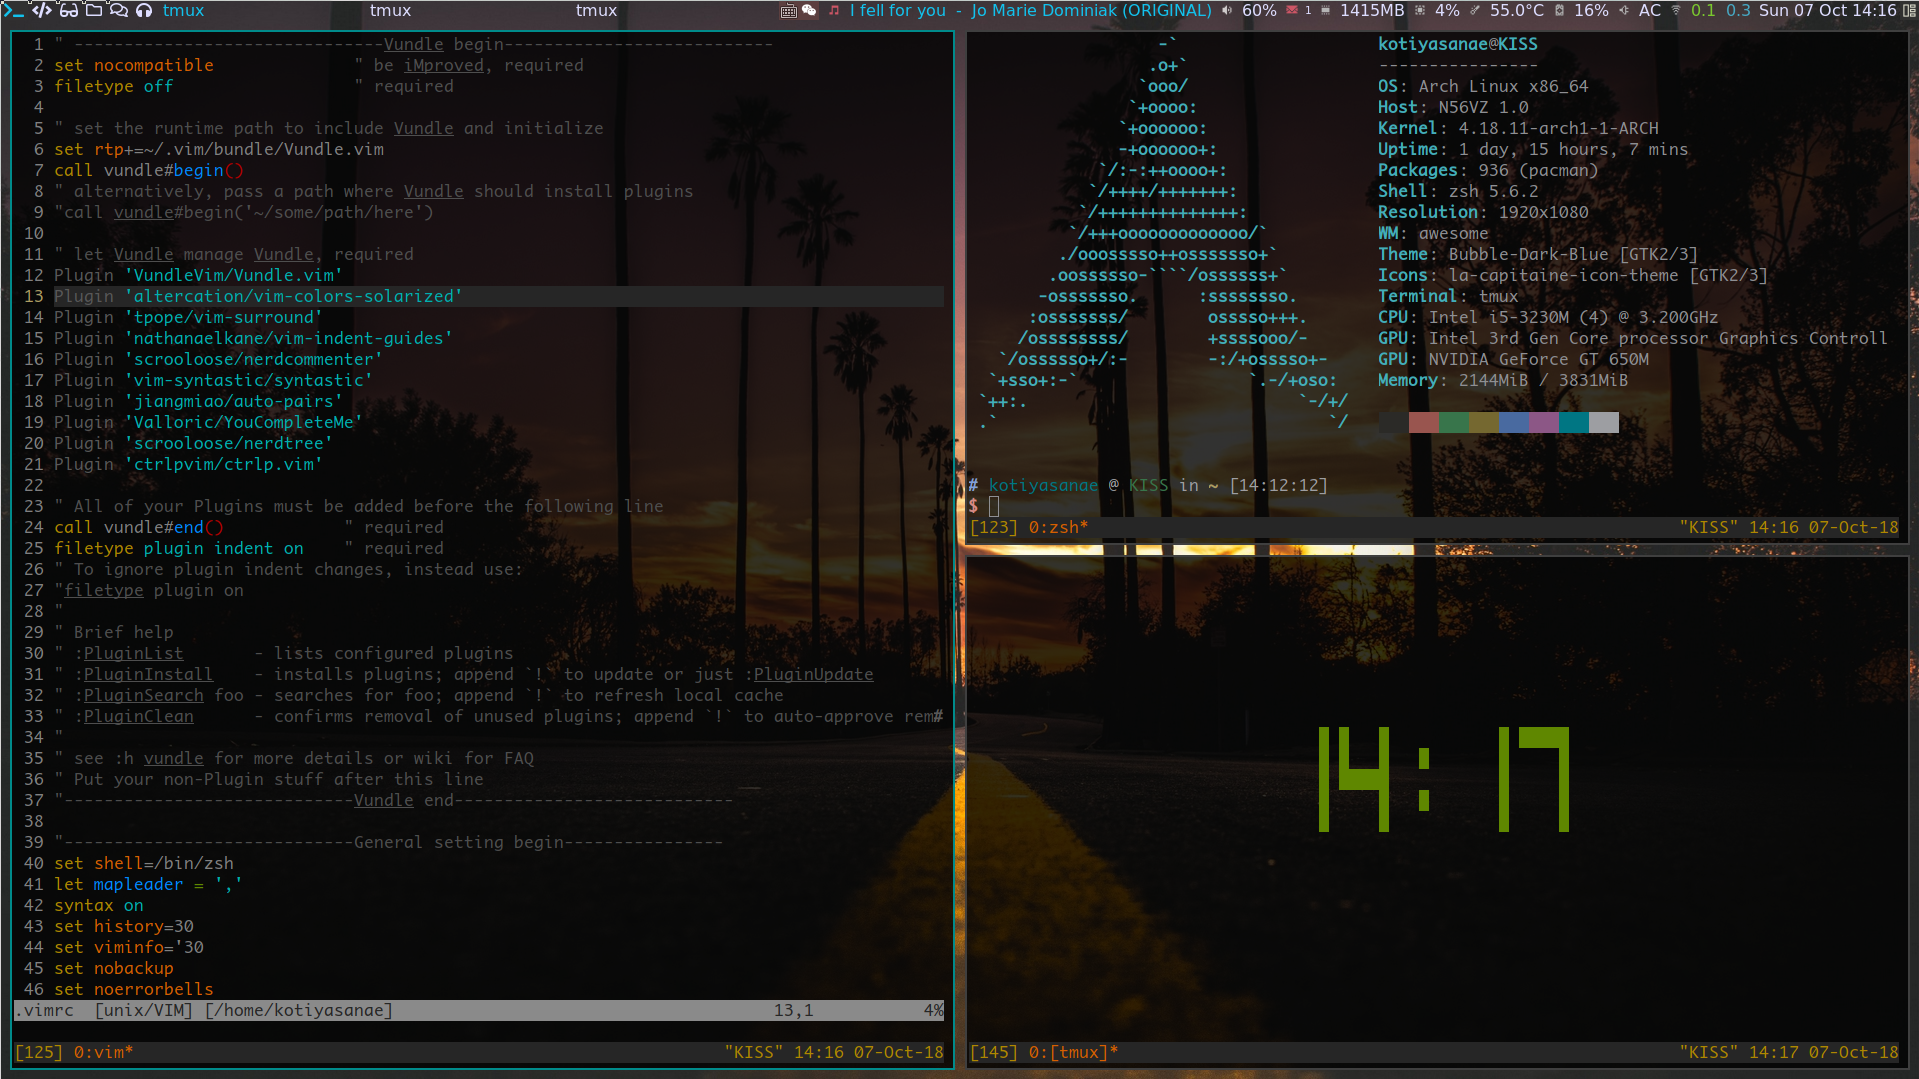 tmux tmux tmux I fell for you - Jo Marie Dominiak (ORIGINAL) 60% 1 1415MB 4% 55.0°C 16% AC 0.1 0.3 Sun 07 Oct 14:16
1 " -------------------------------Vundle begin---------------------------
2 set nocompatible              " be iMproved, required
3 filetype off                  " required
4
5 " set the runtime path to include Vundle and initialize
6 set rtp+=~/.vim/bundle/Vundle.vim
7 call vundle#begin()
8 " alternatively, pass a path where Vundle should install plugins
9 "call vundle#begin('~/some/path/here')
10
11 " let Vundle manage Vundle, required
12 Plugin 'VundleVim/Vundle.vim'
13 Plugin 'altercation/vim-colors-solarized'
14 Plugin 'tpope/vim-surround'
15 Plugin 'nathanaelkane/vim-indent-guides'
16 Plugin 'scrooloose/nerdcommenter'
17 Plugin 'vim-syntastic/syntastic'
18 Plugin 'jiangmiao/auto-pairs'
19 Plugin 'Valloric/YouCompleteMe'
20 Plugin 'scrooloose/nerdtree'
21 Plugin 'ctrlpvim/ctrlp.vim'
22
23 " All of your Plugins must be added before the following line
24 call vundle#end()            " required
25 filetype plugin indent on    " required
26 " To ignore plugin indent changes, instead use:
27 "filetype plugin on
28 "
29 " Brief help
30 " :PluginList       - lists configured plugins
31 " :PluginInstall    - installs plugins; append `!` to update or just :PluginUpdate
32 " :PluginSearch foo - searches for foo; append `!` to refresh local cache
33 " :PluginClean      - confirms removal of unused plugins; append `!` to auto-approve rem#
34 "
35 " see :h vundle for more details or wiki for FAQ
36 " Put your non-Plugin stuff after this line
37 "-----------------------------Vundle end----------------------------
38
39 "-----------------------------General setting begin----------------
40 set shell=/bin/zsh
41 let mapleader = ','
42 syntax on
43 set history=30
44 set viminfo='30
45 set nobackup
46 set noerrorbells
.vimrc  [unix/VIM] [/home/kotiyasanae] 13,1 4%
[125] 0:vim* "KISS" 14:16 07-Oct-18
-`
.o+`
`ooo/
`+oooo:
`+oooooo:
-+oooooo+:
`/:-:++oooo+:
`/++++/+++++++:
`/++++++++++++++:
`/+++ooooooooooooo/`
./ooosssso++osssssso+`
.oossssso-````/ossssss+`
-osssssso.      :ssssssso.
:osssssss/        osssso+++.
/ossssssss/        +ssssooo/-
`/ossssso+/:-        -:/+osssso+-
`+sso+:-`                 `.-/+oso:
`++:.                           `-/+/
.`                                 `/
kotiyasanae@KISS
----------------
OS: Arch Linux x86_64
Host: N56VZ 1.0
Kernel: 4.18.11-arch1-1-ARCH
Uptime: 1 day, 15 hours, 7 mins
Packages: 936 (pacman)
Shell: zsh 5.6.2
Resolution: 1920x1080
WM: awesome
Theme: Bubble-Dark-Blue [GTK2/3]
Icons: la-capitaine-icon-theme [GTK2/3]
Terminal: tmux
CPU: Intel i5-3230M (4) @ 3.200GHz
GPU: Intel 3rd Gen Core processor Graphics Controll
GPU: NVIDIA GeForce GT 650M
Memory: 2144MiB / 3831MiB
# kotiyasanae @ KISS in ~ [14:12:12]
$
[123] 0:zsh* "KISS" 14:16 07-Oct-18
14:17
[145] 0:[tmux]* "KISS" 14:17 07-Oct-18